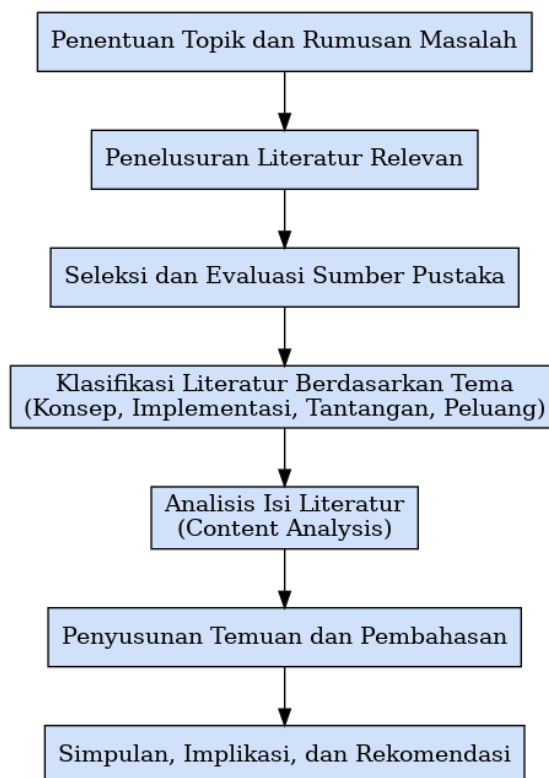 Penentuan Topik dan Rumusan Masalah
Penelusuran Literatur Relevan
Seleksi dan Evaluasi Sumber Pustaka
Klasifikasi Literatur Berdasarkan Tema
(Konsep, Implementasi, Tantangan, Peluang)
Analisis Isi Literatur
(Content Analysis)
Penyusunan Temuan dan Pembahasan
Simpulan, Implikasi, dan Rekomendasi